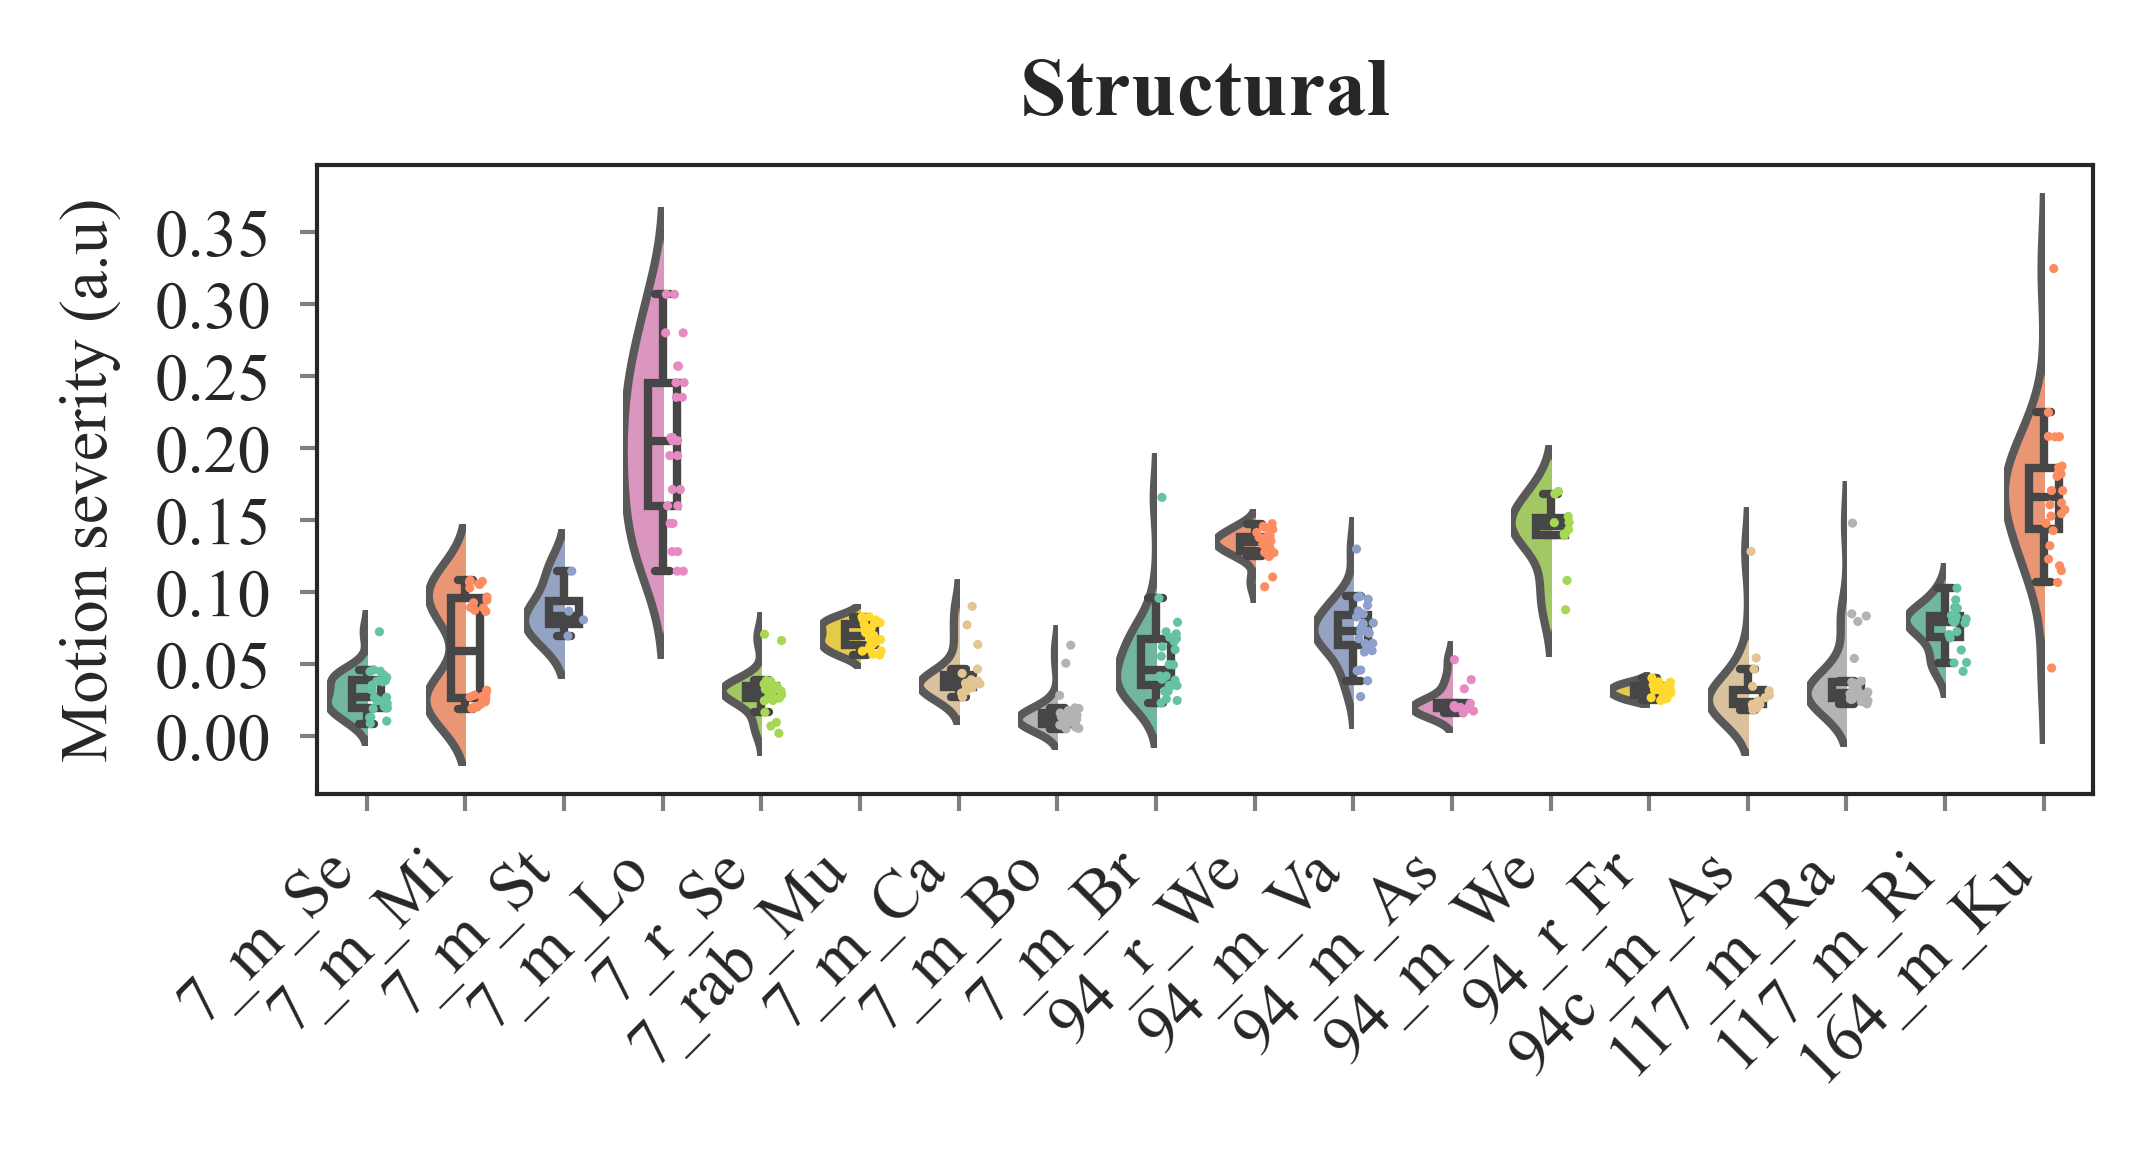 Structural
Motion severity (a.u)
0.35
0.30
0.25
0.20
0.15
0.10
0.05
0.00
7_m_Se
7_m_Mi
7_m_St
7_m_Lo
7_r_Se
7_rab_Mu
7_m_Ca
7_m_Bo
7_m_Br
94_r_We
94_m_Va
94_m_As
94_m_We
94_r_Fr
94c_m_As
117_m_Ra
117_m_Ri
164_m_Ku